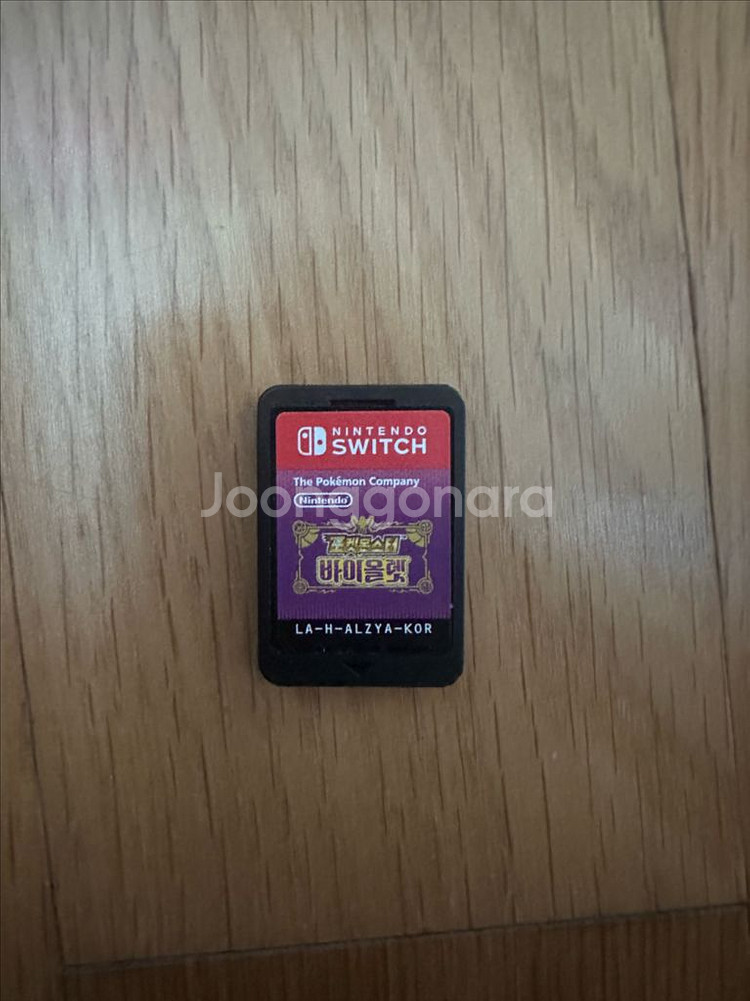 NINTENDO
SWITCH
The Pokémon Company
Nintendo
Joonggonara
포켓몬스터
바이올렛
LA-H-ALZYA-KOR